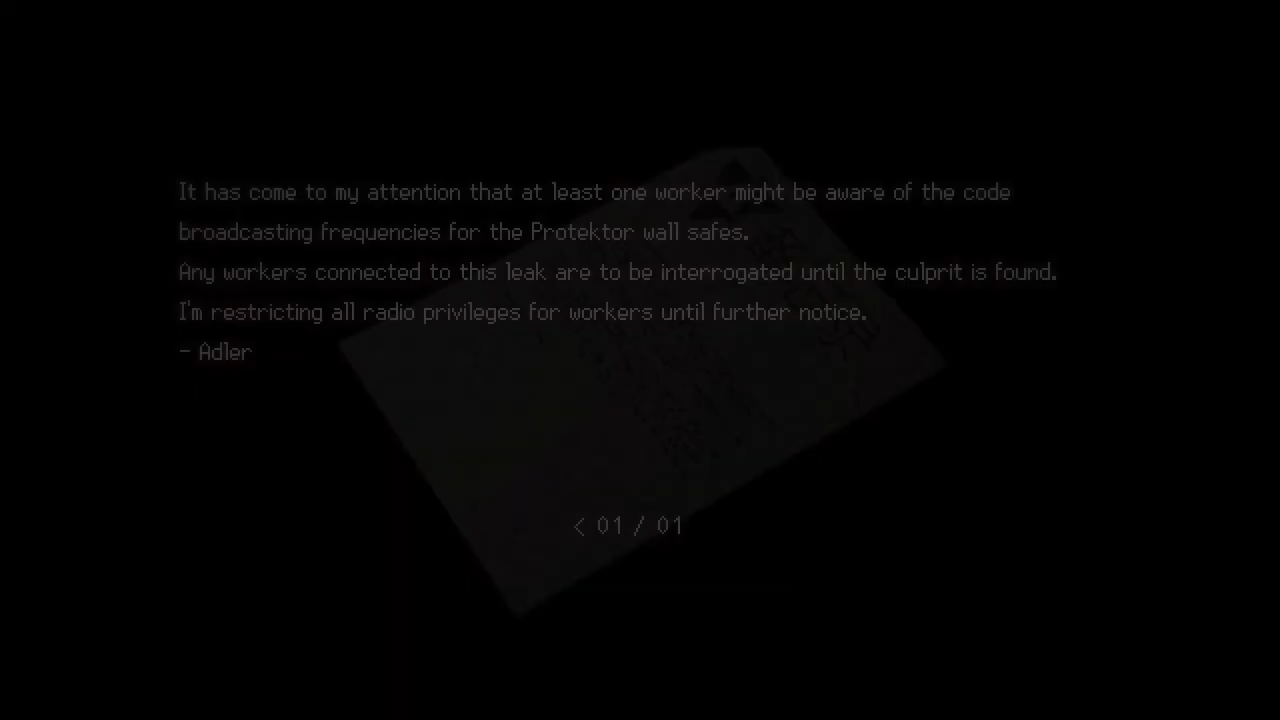 It has come to my attention that at least one worker might be aware of the code
broadcasting frequencies for the Protektor wall safes.
Any workers connected to this leak are to be interrogated until the culprit is found.
I'm restricting all radio privileges for workers until further notice.
- Adler
< 01 / 01